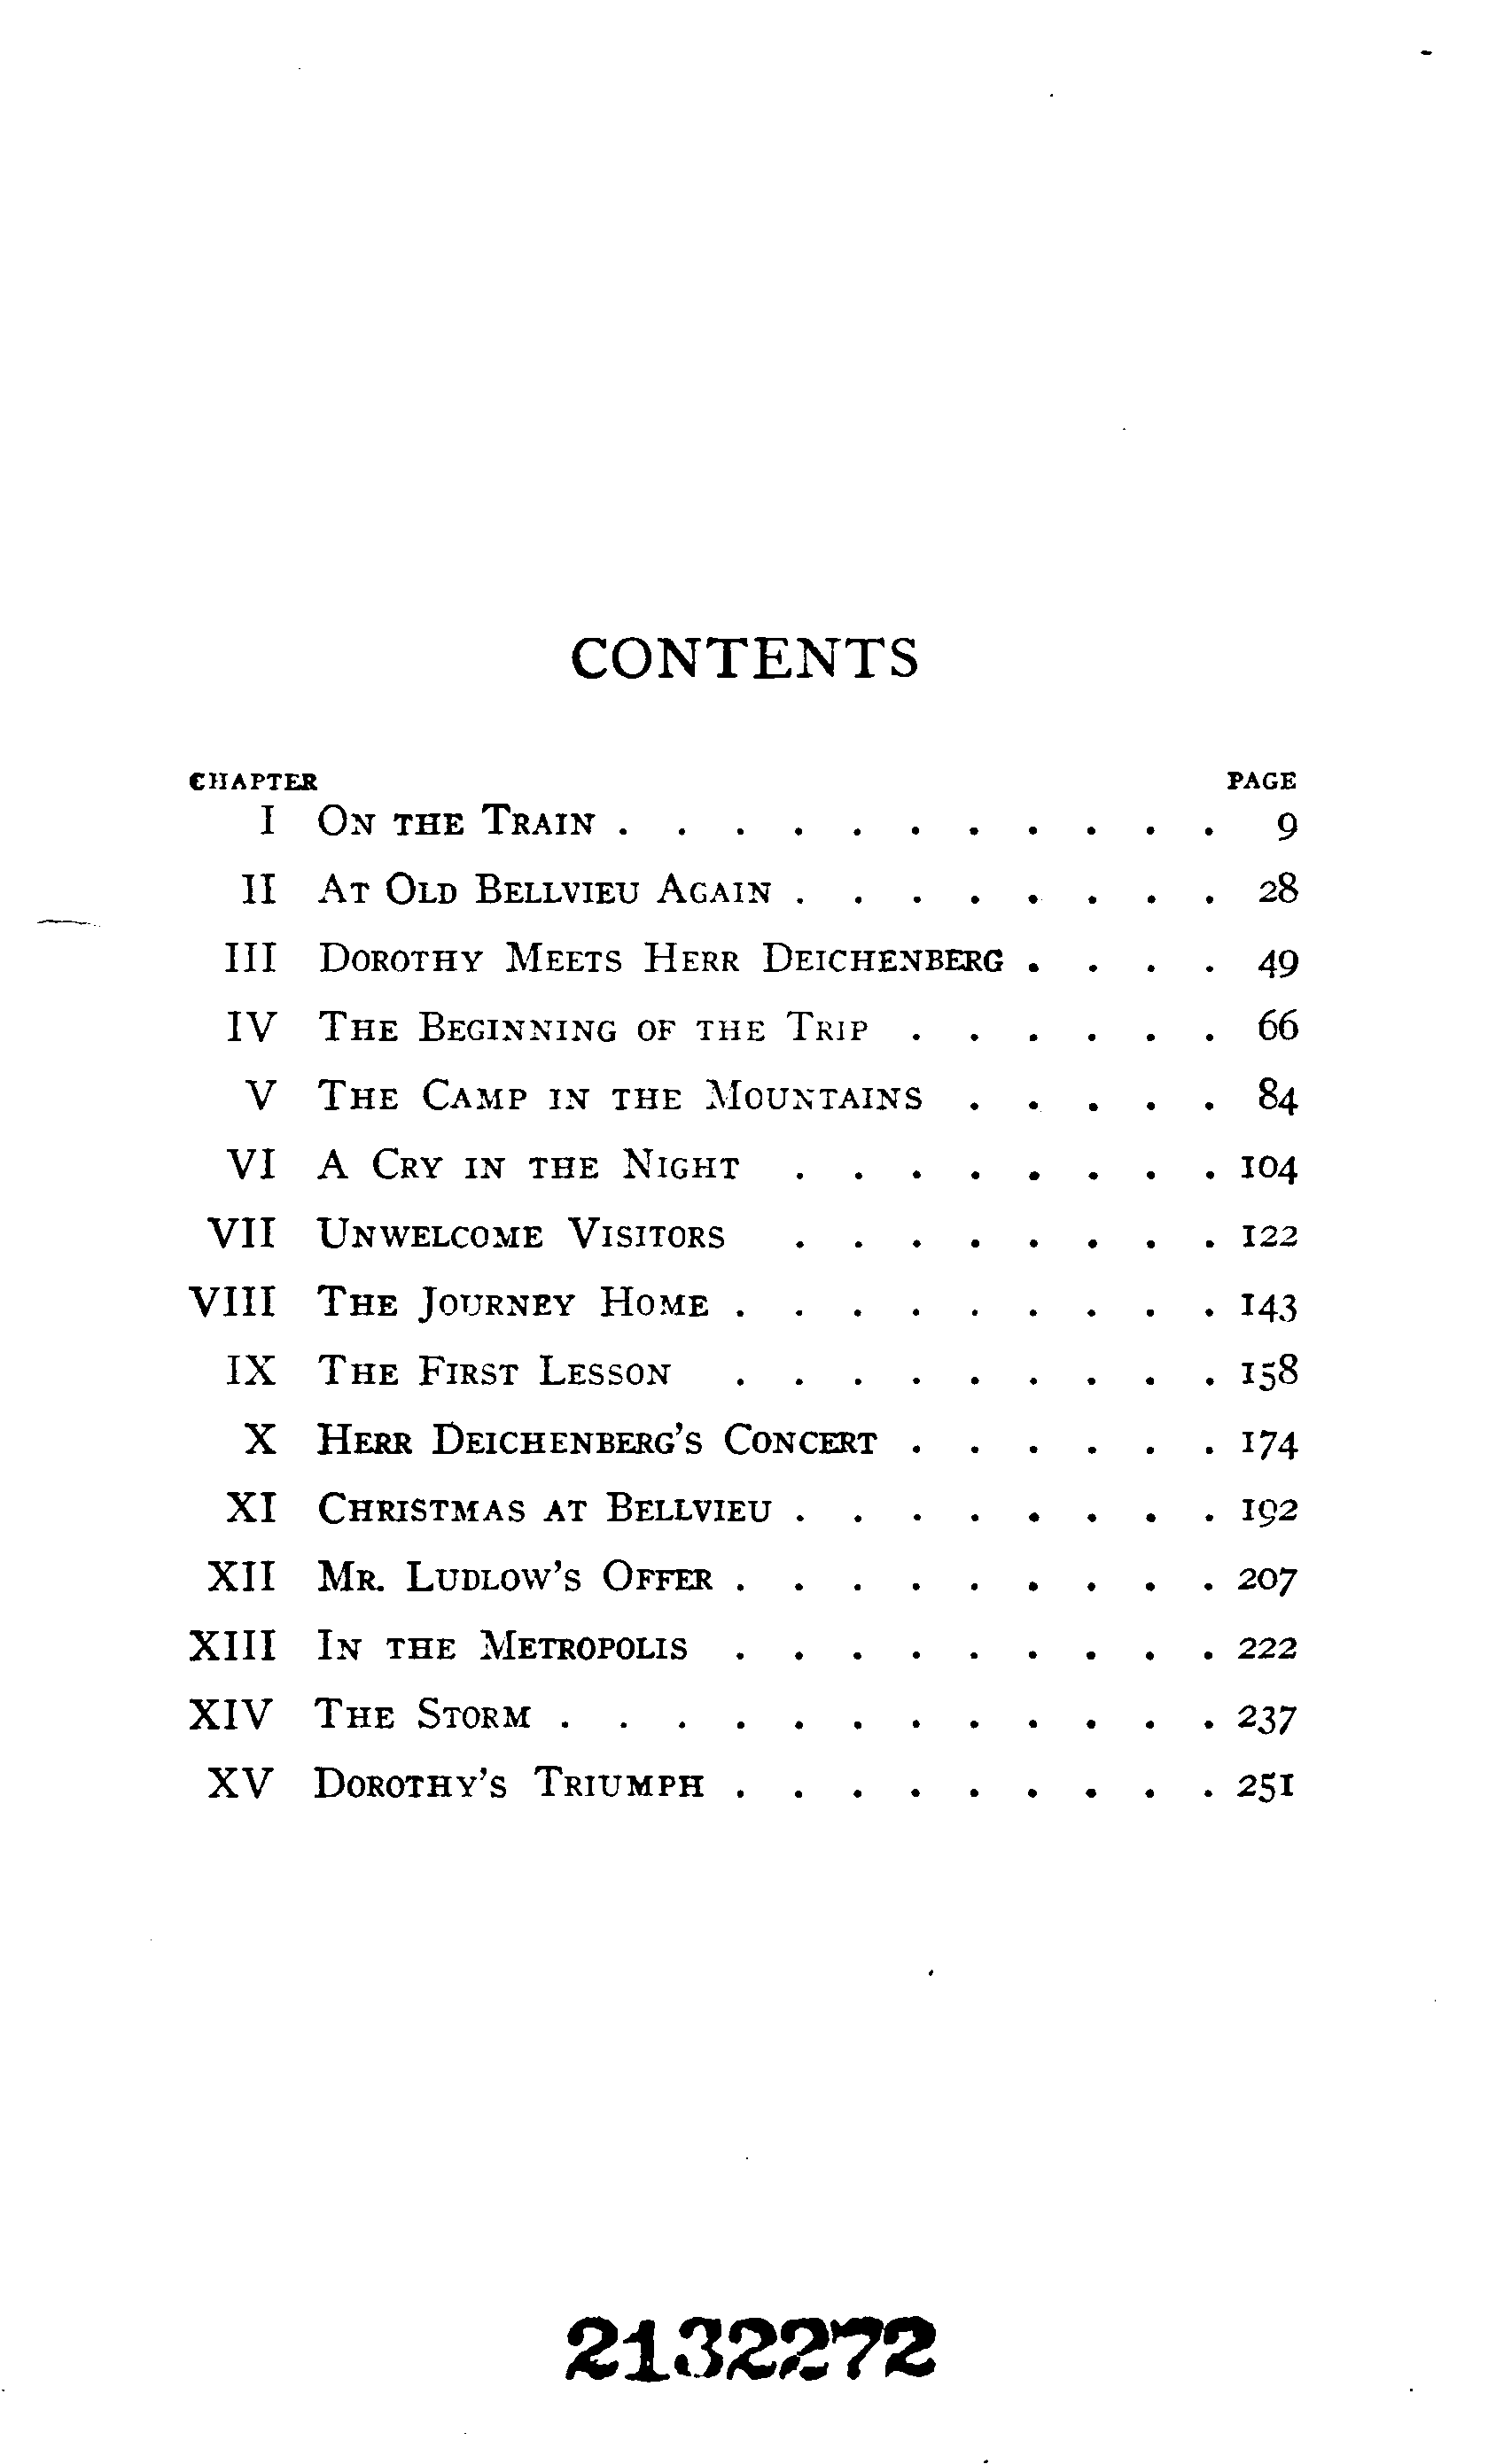 CONTENTS
CHAPTER PAGE
I On the Train . . . . . . . . . . . 9
II At Old Bellvieu Again . . . . . . . . 28
III Dorothy Meets Herr Deichenberg . . . . 49
IV The Beginning of the Trip . . . . . . 66
V The Camp in the Mountains . . . . . 84
VI A Cry in the Night . . . . . . . . 104
VII Unwelcome Visitors . . . . . . . . 122
VIII The Journey Home . . . . . . . . . 143
IX The First Lesson . . . . . . . . . 158
X Herr Deichenberg's Concert . . . . . . 174
XI Christmas at Bellvieu . . . . . . . . 192
XII Mr. Ludlow's Offer . . . . . . . . . 207
XIII In the Metropolis . . . . . . . . . 222
XIV The Storm . . . . . . . . . . . . 237
XV Dorothy's Triumph . . . . . . . . . 251
2132272